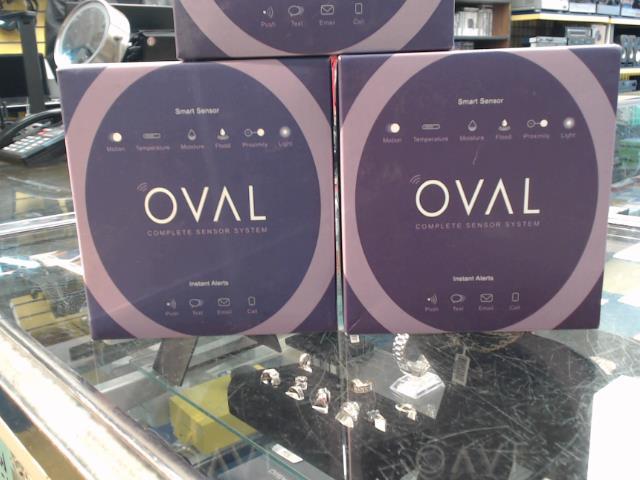 Push Text Email Call
Smart Sensor
Motion Temperature Moisture Flood Proximity Light
OVAL
COMPLETE SENSOR SYSTEM
Instant Alerts
Push Text Email Call
Smart Sensor
Motion Temperature Moisture Flood Proximity Light
OVAL
COMPLETE SENSOR SYSTEM
Instant Alerts
Push Text Email Call